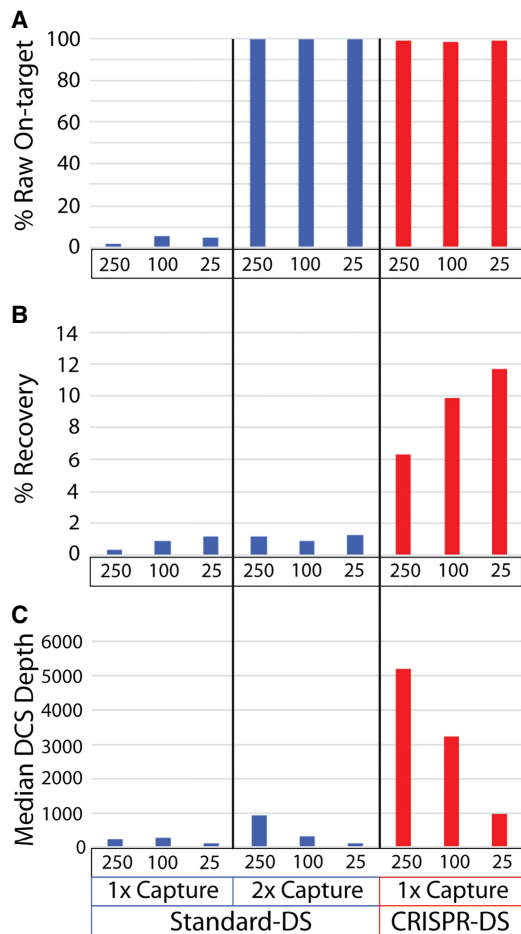 A
% Raw On-target
100
80
60
40
20
0
250 100 25 250 100 25 250 100 25
B
% Recovery
14
12
10
8
6
4
2
0
250 100 25 250 100 25 250 100 25
C
Median DCS Depth
6000
5000
4000
3000
2000
1000
0
250 100 25 250 100 25 250 100 25
1x Capture 2x Capture 1x Capture
Standard-DS CRISPR-DS